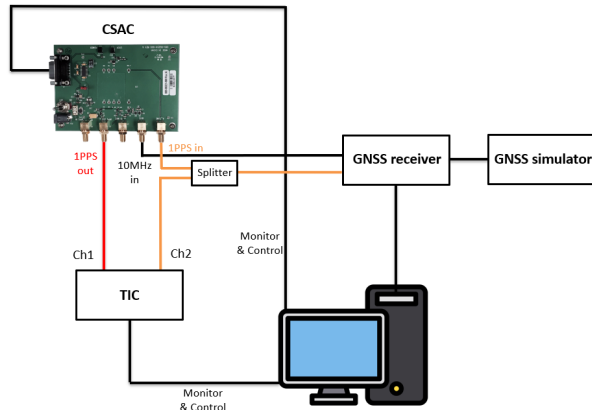 CSAC
1PPS
out
10MHz
in
1PPS in
Splitter
GNSS receiver
GNSS simulator
Ch1
Ch2
Monitor
& Control
TIC
Monitor
& Control